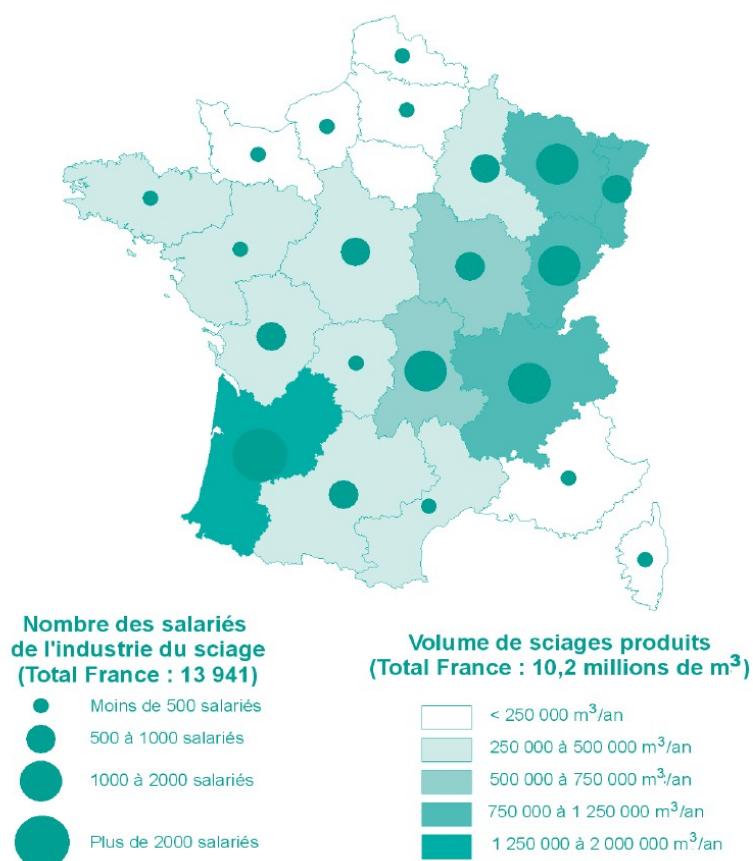 Nombre des salariés
de l'industrie du sciage
(Total France : 13 941)
Moins de 500 salariés
500 à 1000 salariés
1000 à 2000 salariés
Plus de 2000 salariés
Volume de sciages produits
(Total France : 10,2 millions de m³)
< 250 000 m³/an
250 000 à 500 000 m³/an
500 000 à 750 000 m³/an
750 000 à 1 250 000 m³/an
1 250 000 à 2 000 000 m³/an